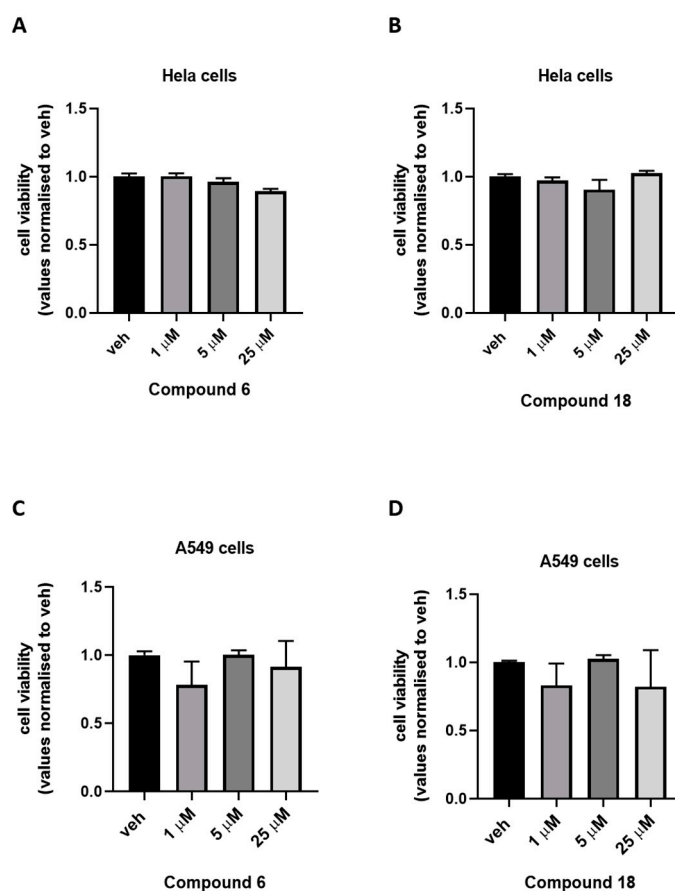 A
Hela cells
cell viability
(values normalised to veh)
1.5
1.0
0.5
0.0
veh
1 μM
5 μM
25 μM
Compound 6
B
Hela cells
cell viability
(values normalised to veh)
1.5
1.0
0.5
0.0
veh
1 μM
5 μM
25 μM
Compound 18
C
A549 cells
cell viability
(values normalised to veh)
1.5
1.0
0.5
0.0
veh
1 μM
5 μM
25 μM
Compound 6
D
A549 cells
cell viability
(values normalised to veh)
1.5
1.0
0.5
0.0
veh
1 μM
5 μM
25 μM
Compound 18